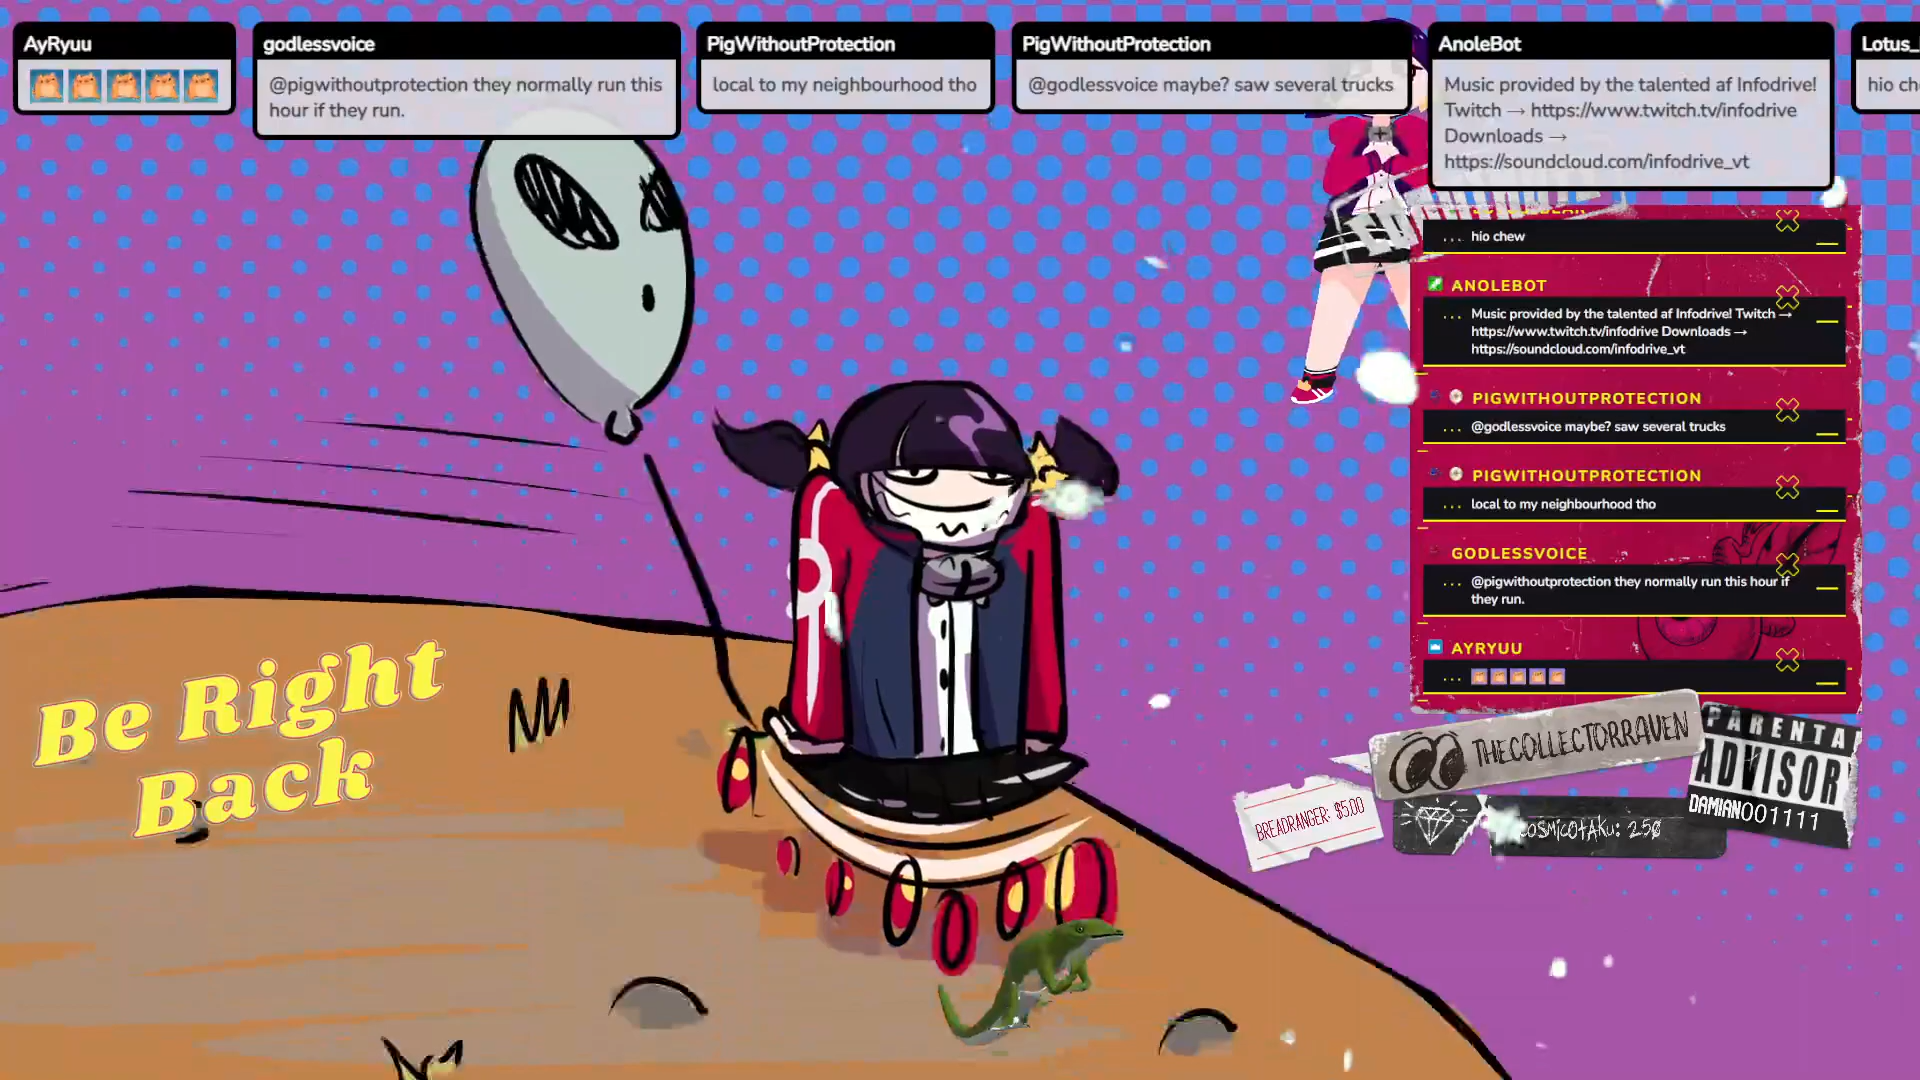 AyRyuu
godlessvoice
@pigwithoutprotection they normally run this
hour if they run.
PigWithoutProtection
local to my neighbourhood tho
PigWithoutProtection
@godlessvoice maybe? saw several trucks
AnoleBot
Music provided by the talented af Infodrive!
Twitch → https://www.twitch.tv/infodrive
Downloads →
https://soundcloud.com/infodrive_vt
Lotus_
hio ch
... hio chew
ANOLEBOT
... Music provided by the talented af Infodrive! Twitch →
https://www.twitch.tv/infodrive Downloads →
https://soundcloud.com/infodrive_vt
PIGWITHOUTPROTECTION
... @godlessvoice maybe? saw several trucks
PIGWITHOUTPROTECTION
... local to my neighbourhood tho
GODLESSVOICE
... @pigwithoutprotection they normally run this hour if
they run.
AYRYUU
...
Be Right
Back
THECOLLECTORRAVEN
PARENTA
ADVISOR
DAMIAN001111
BREADRANGER: $5.00
COSMICOTAKU: 25¢